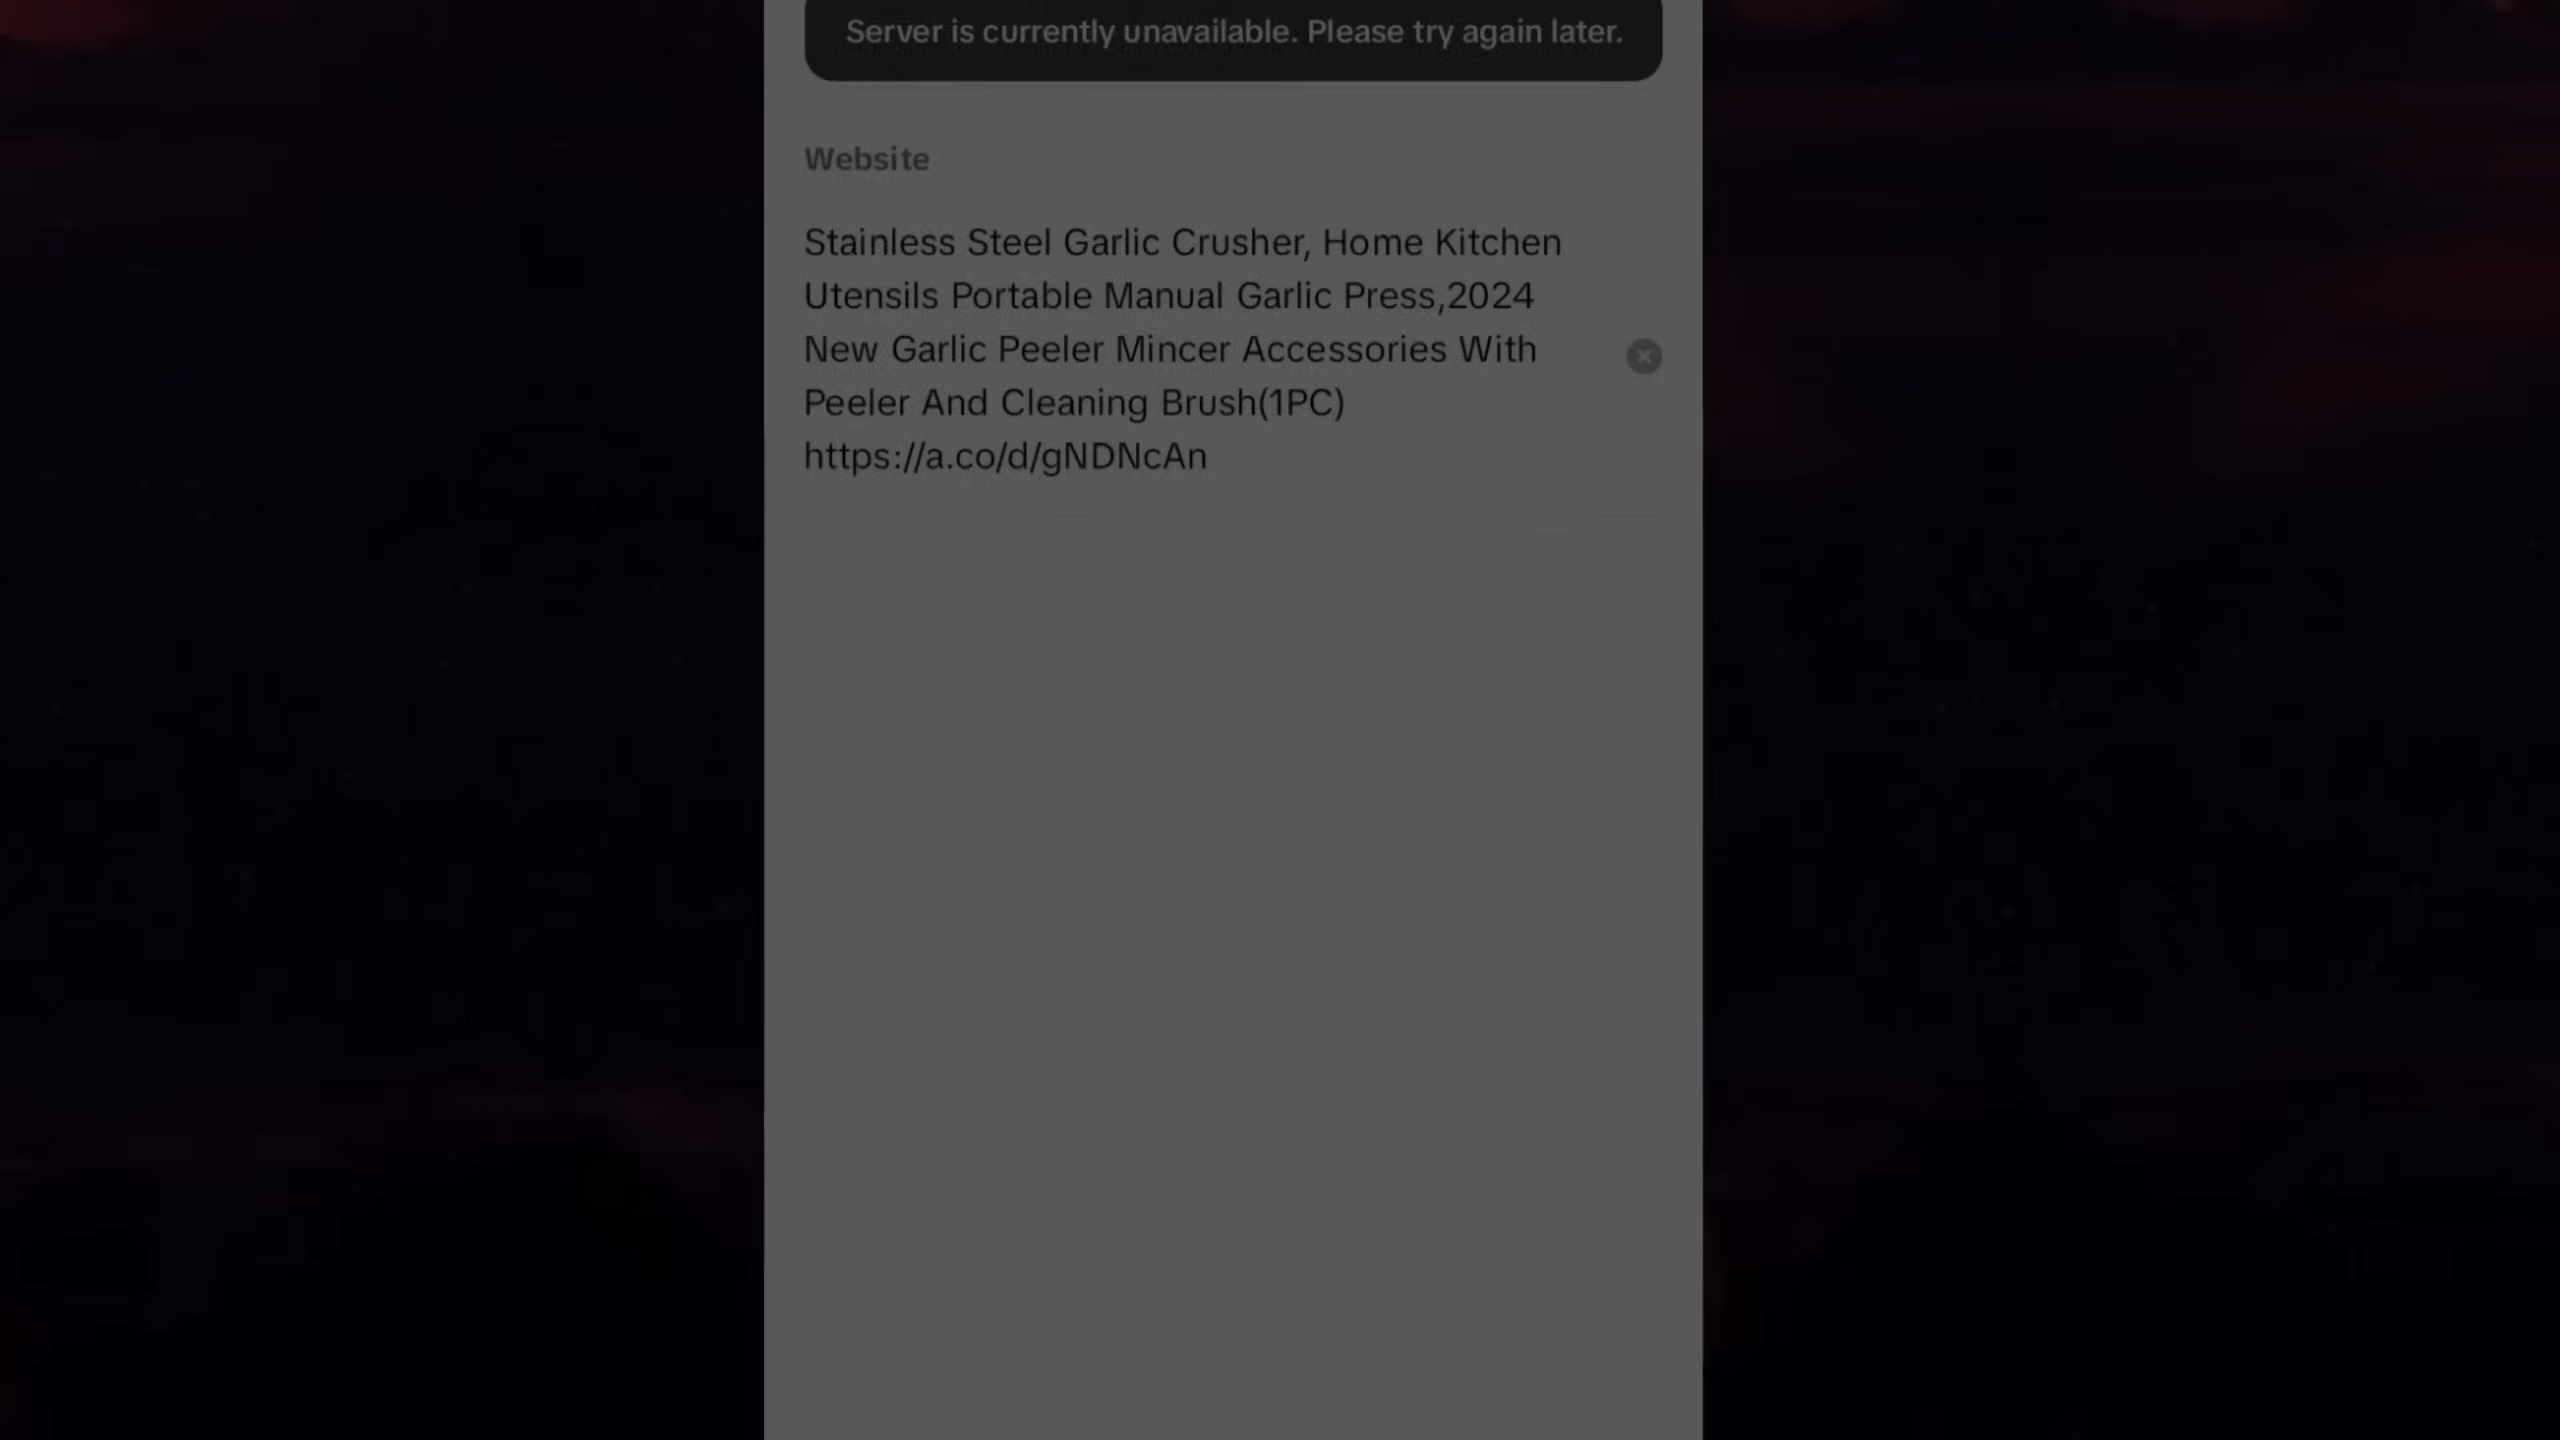 Server is currently unavailable. Please try again later.
Website
Stainless Steel Garlic Crusher, Home Kitchen
Utensils Portable Manual Garlic Press,2024
New Garlic Peeler Mincer Accessories With
Peeler And Cleaning Brush(1PC)
https://a.co/d/gNDNcAn